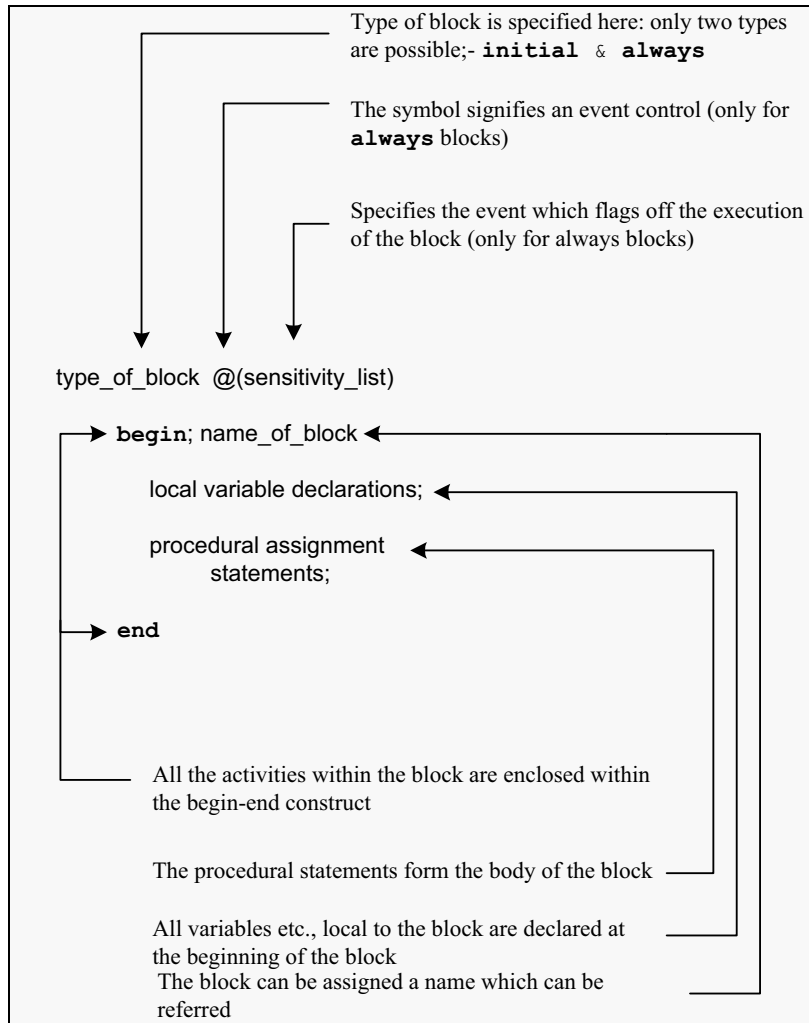 Type of block is specified here: only two types
are possible;- initial & always
The symbol signifies an event control (only for
always blocks)
Specifies the event which flags off the execution
of the block (only for always blocks)
type_of_block @(sensitivity_list)
begin; name_of_block
local variable declarations;
procedural assignment
statements;
end
All the activities within the block are enclosed within
the begin-end construct
The procedural statements form the body of the block
All variables etc., local to the block are declared at
the beginning of the block
The block can be assigned a name which can be
referred